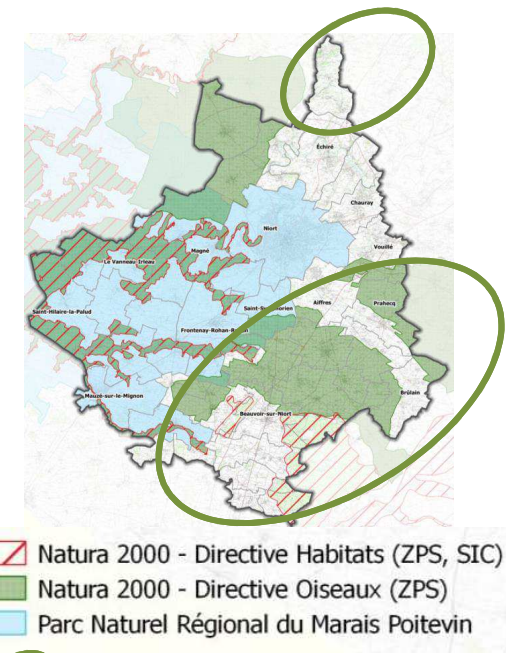 Échiré
Chauray
Niort
Vouillé
Magné
Le Vanneau-Irleau
Saint-Hilaire-la-Palud
Aiffres
Prahecq
Frontenay-Rohan-Rohan
Mauzé-sur-le-Mignon
Brûlain
Beauvoir-sur-Niort
Natura 2000 - Directive Habitats (ZPS, SIC)
Natura 2000 - Directive Oiseaux (ZPS)
Parc Naturel Régional du Marais Poitevin